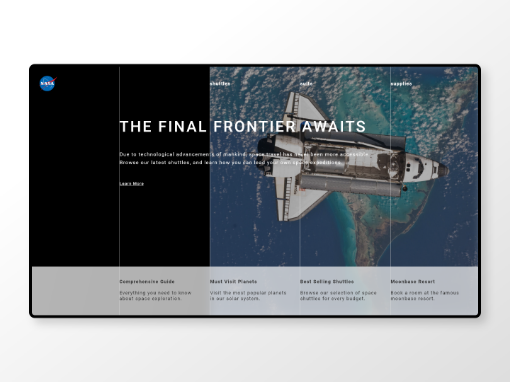 NASA
shuttles
suits
supplies
THE FINAL FRONTIER AWAITS
Due to technological advancements of mankind, space travel has never been more accessible.
Browse our latest shuttles, and learn how you can lead your own space expeditions.
Learn More
Comprehensive Guide
Must Visit Planets
Best Selling Shuttles
Moonbase Resort
Everything you need to know
about space exploration.
Visit the most popular planets
in our solar system.
Browse our selection of space
shuttles for every budget.
Book a room at the famous
moonbase resort.